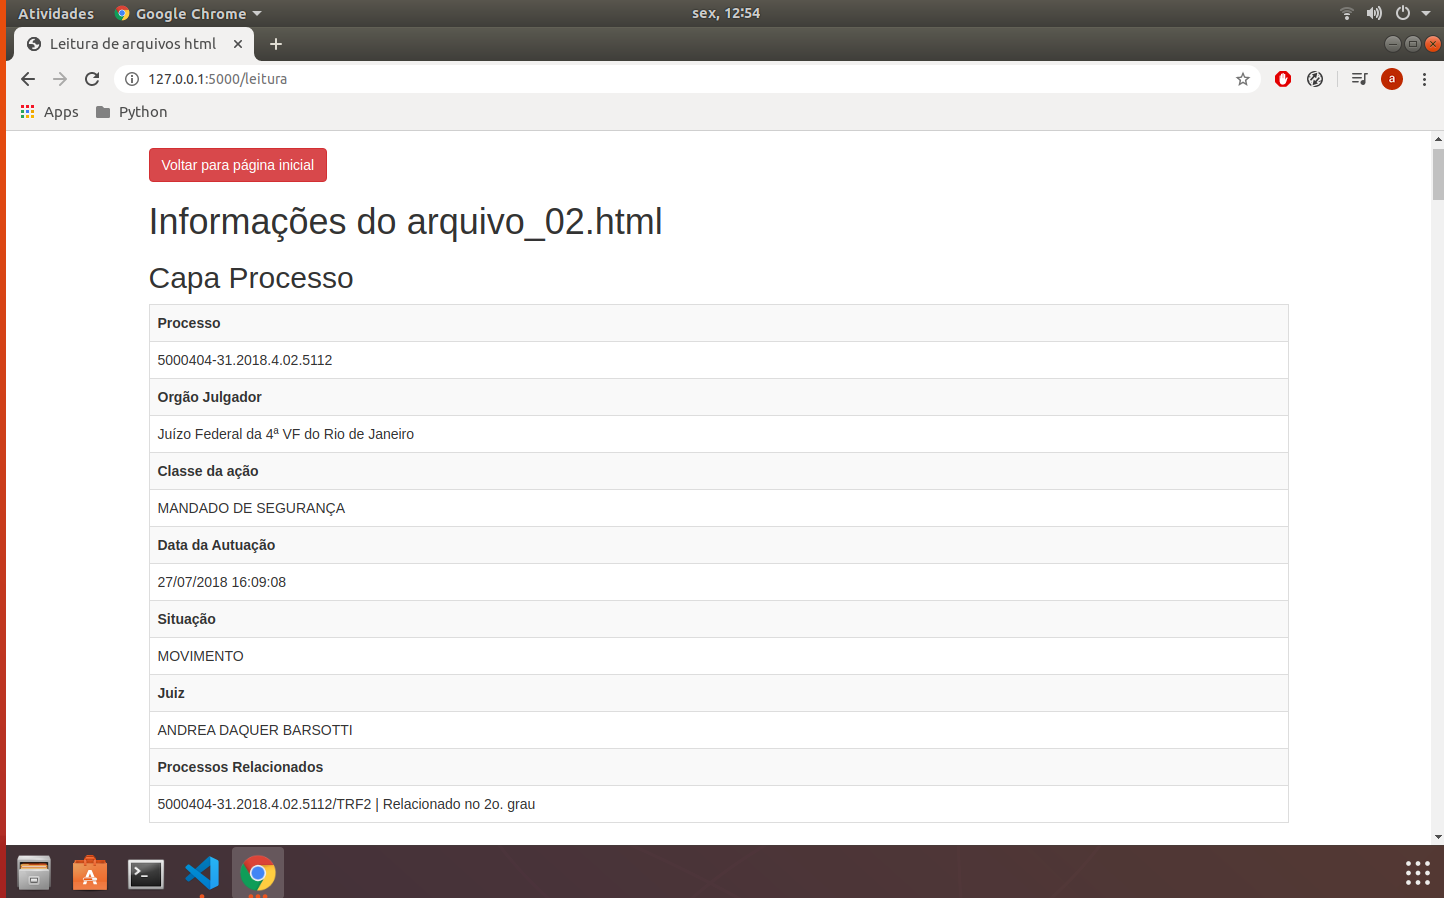 Atividades Google Chrome sex, 12:54
Leitura de arquivos html
127.0.0.1:5000/leitura a
Apps Python
Voltar para página inicial
Informações do arquivo_02.html
Capa Processo
Processo
5000404-31.2018.4.02.5112
Orgão Julgador
Juízo Federal da 4ª VF do Rio de Janeiro
Classe da ação
MANDADO DE SEGURANÇA
Data da Autuação
27/07/2018 16:09:08
Situação
MOVIMENTO
Juiz
ANDREA DAQUER BARSOTTI
Processos Relacionados
5000404-31.2018.4.02.5112/TRF2 | Relacionado no 2o. grau